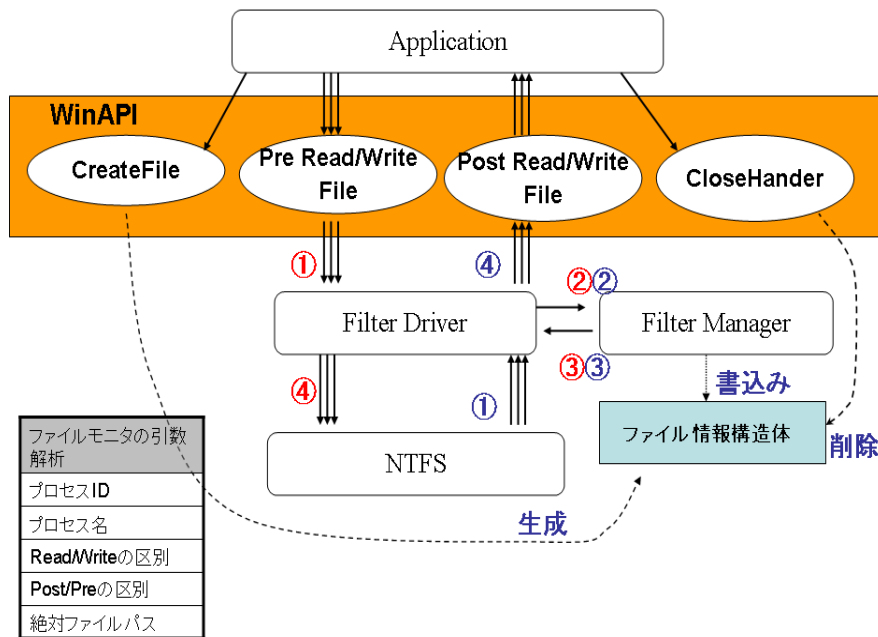 Application
WinAPI
CreateFile
Pre Read/Write
File
Post Read/Write
File
CloseHander
①
④
②②
Filter Driver
Filter Manager
③③
④
①
書込み
ファイル情報構造体
削除
NTFS
生成
ファイルモニタの引数
解析
プロセスID
プロセス名
Read/Writeの区別
Post/Preの区別
絶対ファイルパス